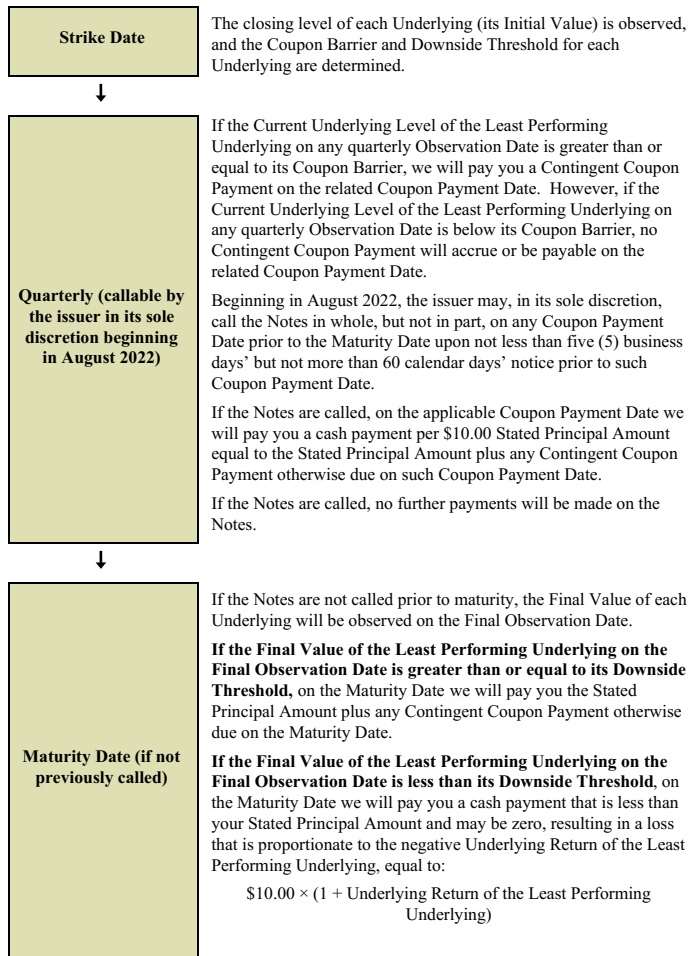 Strike Date
The closing level of each Underlying (its Initial Value) is observed,
and the Coupon Barrier and Downside Threshold for each
Underlying are determined.
↓
Quarterly (callable by
the issuer in its sole
discretion beginning
in August 2022)
If the Current Underlying Level of the Least Performing
Underlying on any quarterly Observation Date is greater than or
equal to its Coupon Barrier, we will pay you a Contingent Coupon
Payment on the related Coupon Payment Date. However, if the
Current Underlying Level of the Least Performing Underlying on
any quarterly Observation Date is below its Coupon Barrier, no
Contingent Coupon Payment will accrue or be payable on the
related Coupon Payment Date.
Beginning in August 2022, the issuer may, in its sole discretion,
call the Notes in whole, but not in part, on any Coupon Payment
Date prior to the Maturity Date upon not less than five (5) business
days’ but not more than 60 calendar days’ notice prior to such
Coupon Payment Date.
If the Notes are called, on the applicable Coupon Payment Date we
will pay you a cash payment per $10.00 Stated Principal Amount
equal to the Stated Principal Amount plus any Contingent Coupon
Payment otherwise due on such Coupon Payment Date.
If the Notes are called, no further payments will be made on the
Notes.
↓
Maturity Date (if not
previously called)
If the Notes are not called prior to maturity, the Final Value of each
Underlying will be observed on the Final Observation Date.
If the Final Value of the Least Performing Underlying on the
Final Observation Date is greater than or equal to its Downside
Threshold, on the Maturity Date we will pay you the Stated
Principal Amount plus any Contingent Coupon Payment otherwise
due on the Maturity Date.
If the Final Value of the Least Performing Underlying on the
Final Observation Date is less than its Downside Threshold, on
the Maturity Date we will pay you a cash payment that is less than
your Stated Principal Amount and may be zero, resulting in a loss
that is proportionate to the negative Underlying Return of the Least
Performing Underlying, equal to:
$10.00 × (1 + Underlying Return of the Least Performing
Underlying)